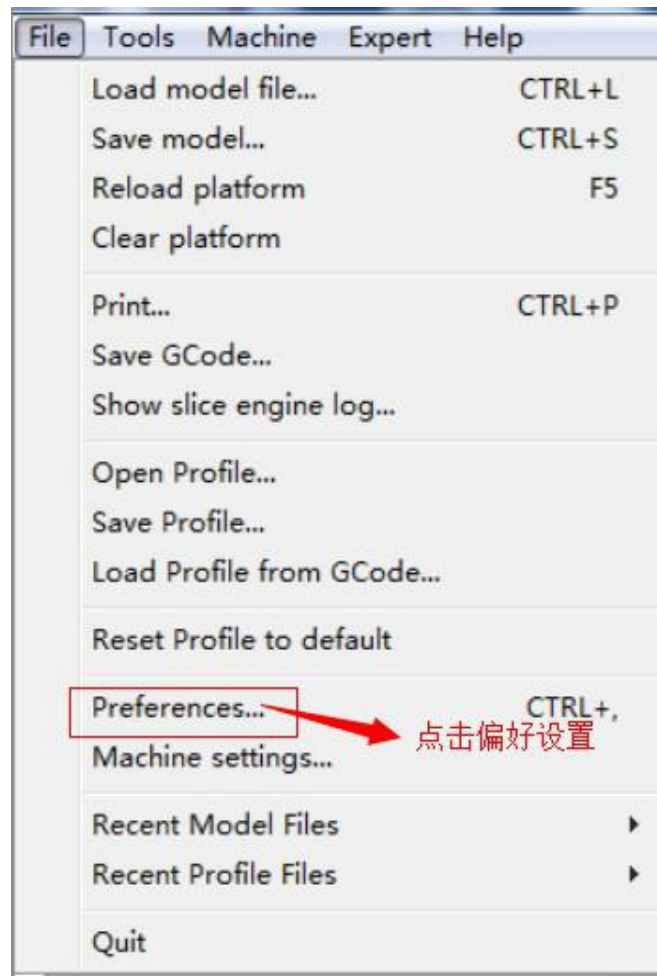 File Tools Machine Expert Help
Load model file... CTRL+L
Save model... CTRL+S
Reload platform F5
Clear platform
Print... CTRL+P
Save GCode...
Show slice engine log...
Open Profile...
Save Profile...
Load Profile from GCode...
Reset Profile to default
Preferences... CTRL+,
点击偏好设置
Machine settings...
Recent Model Files
Recent Profile Files
Quit